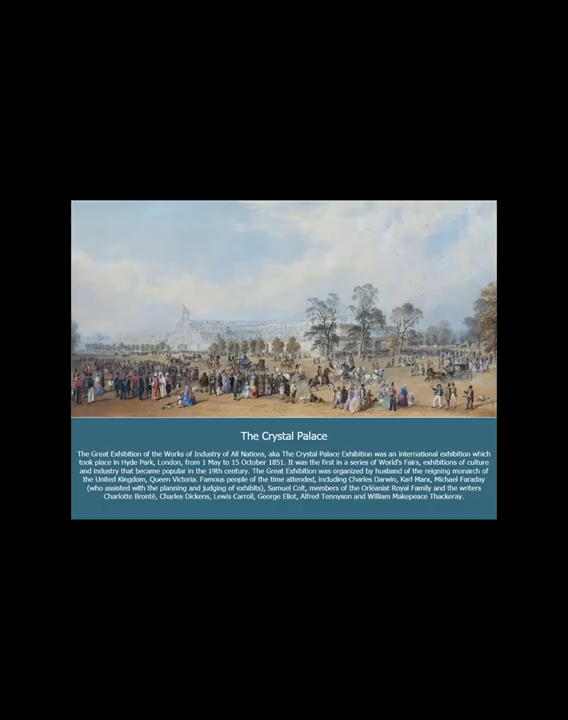 The Crystal Palace
The Great Exhibition of the Works of Industry of All Nations, aka The Crystal Palace Exhibition was an international exhibition which
took place in Hyde Park, London, from 1 May to 15 October 1851. It was the first in a series of World's Fairs, exhibitions of culture
and industry that became popular in the 19th century. The Great Exhibition was organized by husband of the reigning monarch of
the United Kingdom, Queen Victoria. Famous people of the time attended, including Charles Darwin, Karl Marx, Michael Faraday
(who assisted with the planning and judging of exhibits), Samuel Colt, members of the Orléanist Royal Family and the writers
Charlotte Brontë, Charles Dickens, Lewis Carroll, George Eliot, Alfred Tennyson and William Makepeace Thackeray.